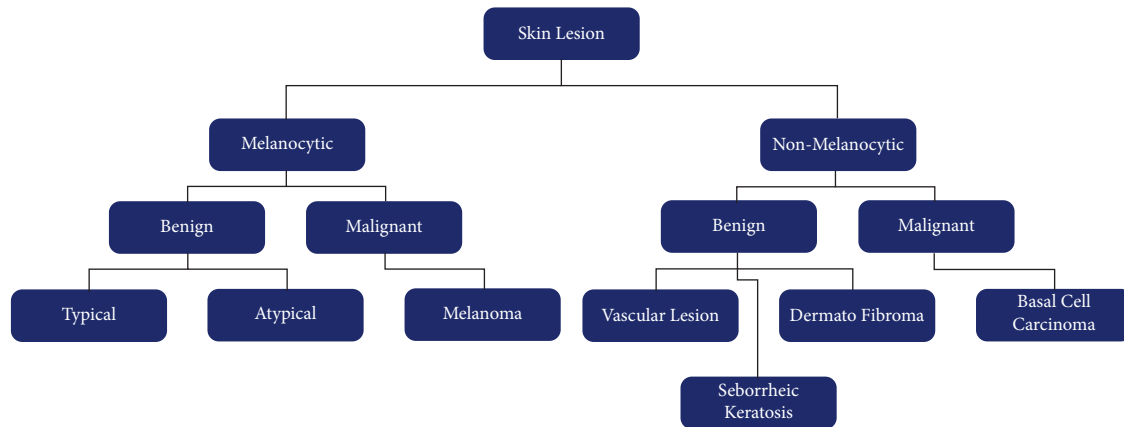 Skin Lesion
Melanocytic
Non-Melanocytic
Benign
Malignant
Benign
Malignant
Typical
Atypical
Melanoma
Vascular Lesion
Dermato Fibroma
Basal Cell
Carcinoma
Seborrheic
Keratosis